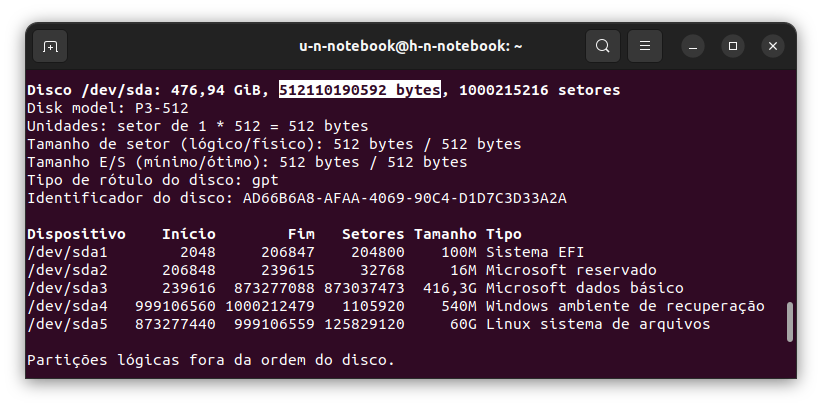 u-n-notebook@h-n-notebook: ~
Disco /dev/sda: 476,94 GiB, 512110190592 bytes, 1000215216 setores
Disk model: P3-512
Unidades: setor de 1 * 512 = 512 bytes
Tamanho de setor (lógico/físico): 512 bytes / 512 bytes
Tamanho E/S (mínimo/ótimo): 512 bytes / 512 bytes
Tipo de rótulo do disco: gpt
Identificador do disco: AD66B6A8-AFAA-4069-90C4-D1D7C3D33A2A
Dispositivo Início Fim Setores Tamanho Tipo
/dev/sda1 2048 206847 204800 100M Sistema EFI
/dev/sda2 206848 239615 32768 16M Microsoft reservado
/dev/sda3 239616 873277088 873037473 416,3G Microsoft dados básico
/dev/sda4 999106560 1000212479 1105920 540M Windows ambiente de recuperação
/dev/sda5 873277440 999106559 125829120 60G Linux sistema de arquivos
Partições lógicas fora da ordem do disco.